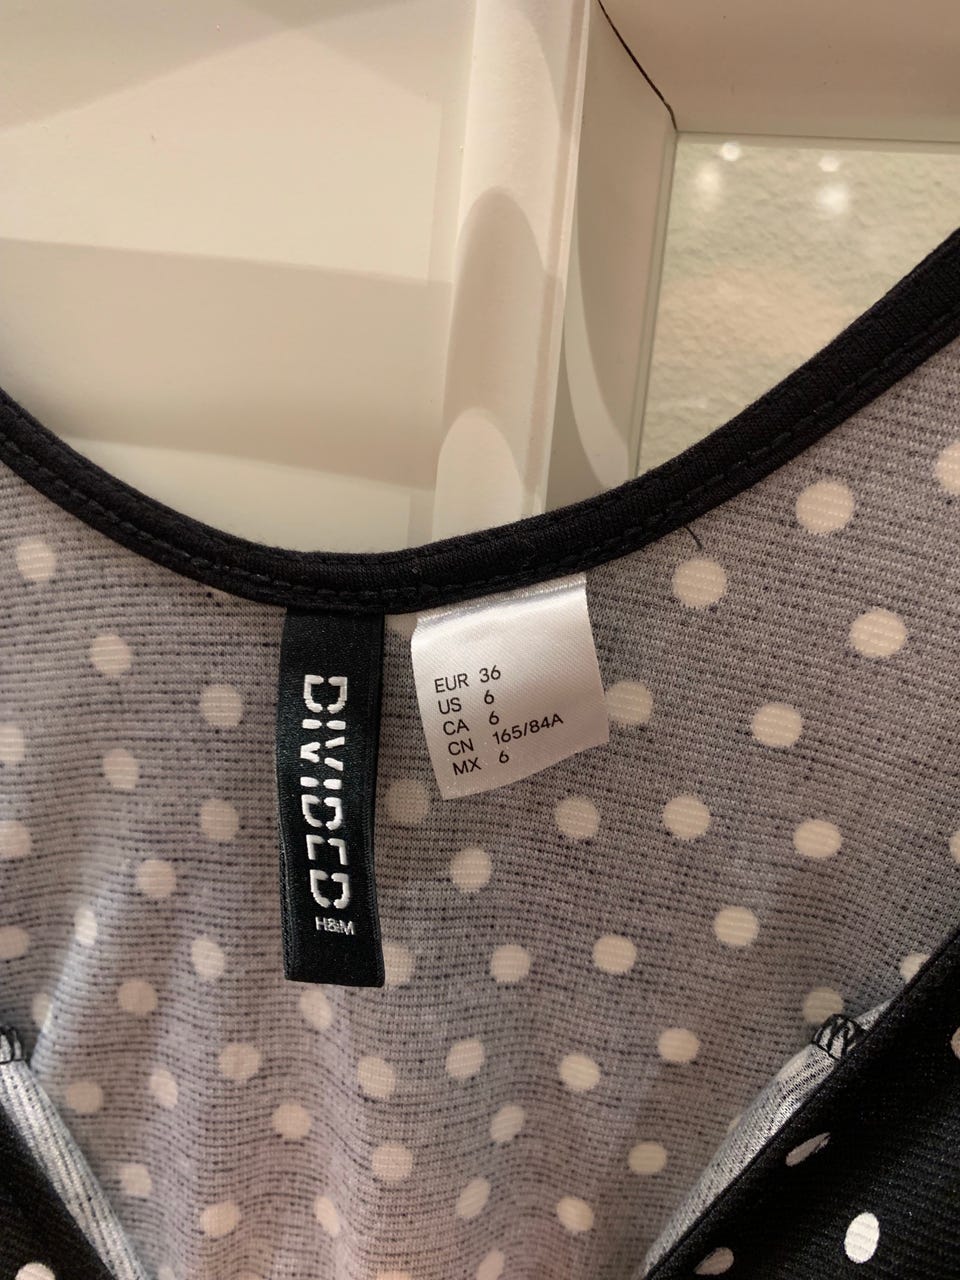 DIVIDED
H&M
EUR 36
US 6
CA 6
CN 165/84A
MX 6